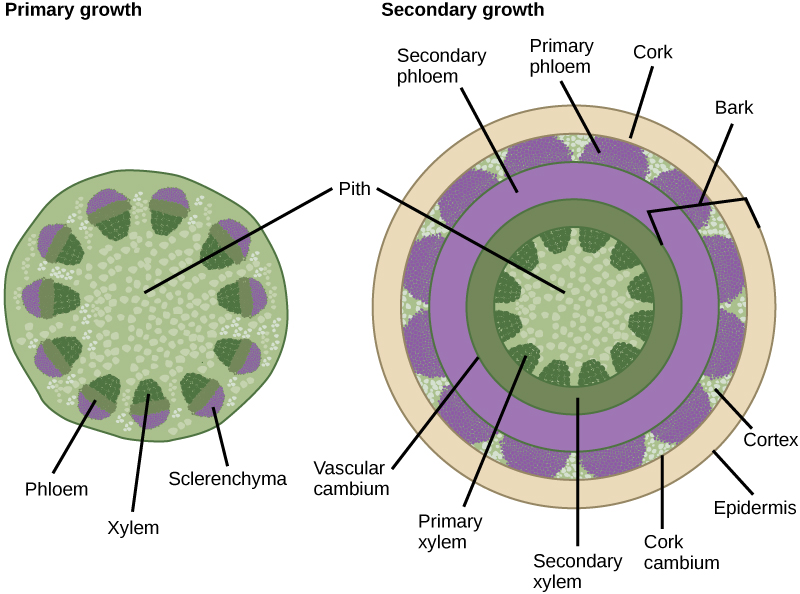 Primary growth
Secondary growth
Secondary
phloem
Primary
phloem
Cork
Bark
Pith
Phloem
Xylem
Sclerenchyma
Vascular
cambium
Primary
xylem
Secondary
xylem
Cork
cambium
Epidermis
Cortex